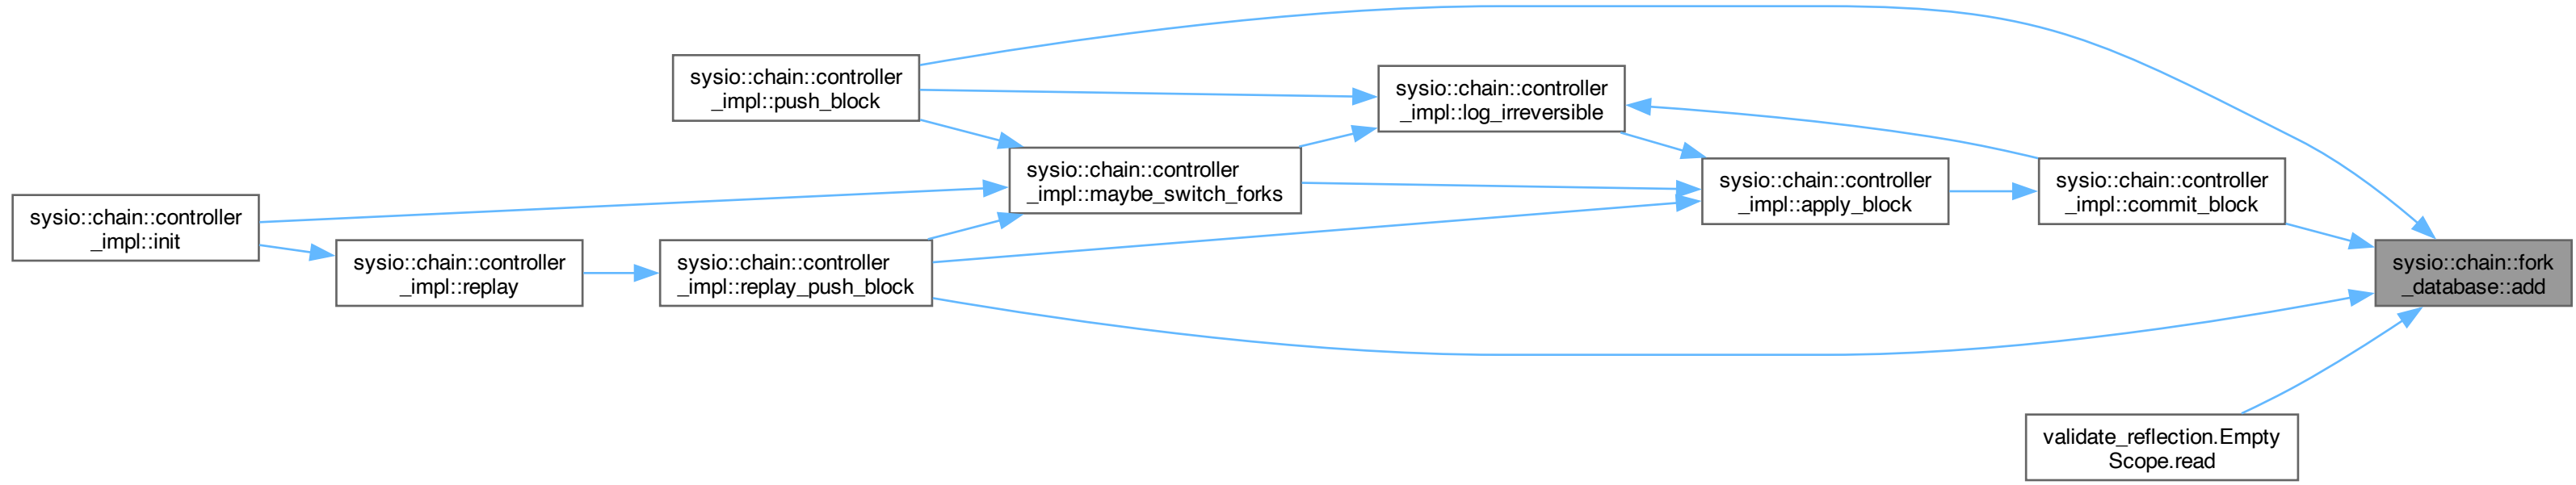 sysio::chain::controller
_impl::push_block
sysio::chain::controller
_impl::log_irreversible
sysio::chain::controller
_impl::maybe_switch_forks
sysio::chain::controller
_impl::apply_block
sysio::chain::controller
_impl::commit_block
sysio::chain::controller
_impl::init
sysio::chain::controller
_impl::replay
sysio::chain::controller
_impl::replay_push_block
sysio::chain::fork
_database::add
validate_reflection.Empty
Scope.read